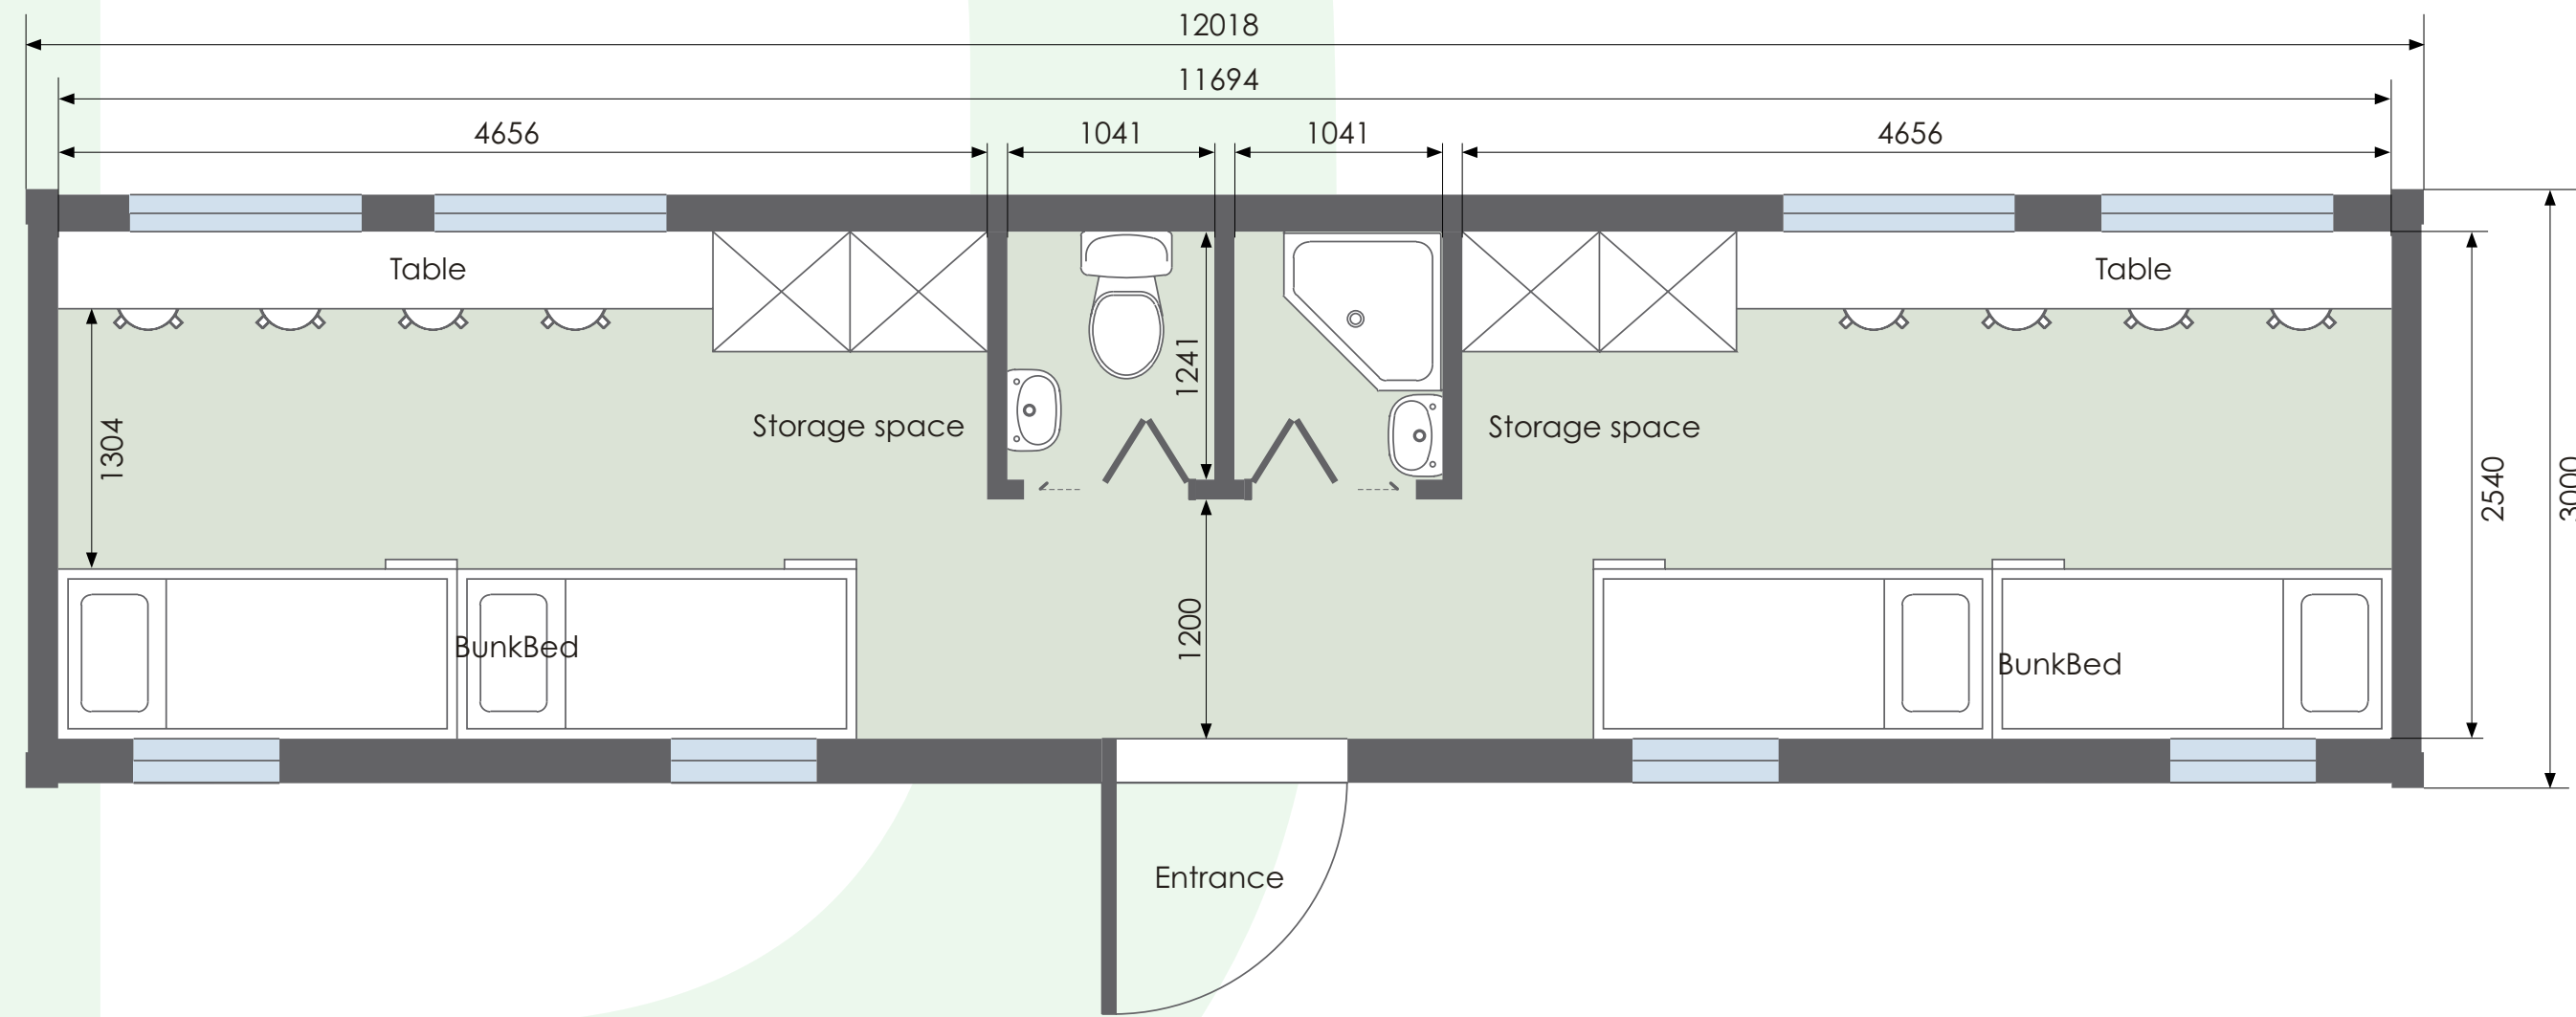 12018
11694
4656
1041
1041
4656
Table
Table
1241
1304
Storage space
Storage space
2540
3000
1200
BunkBed
BunkBed
Entrance